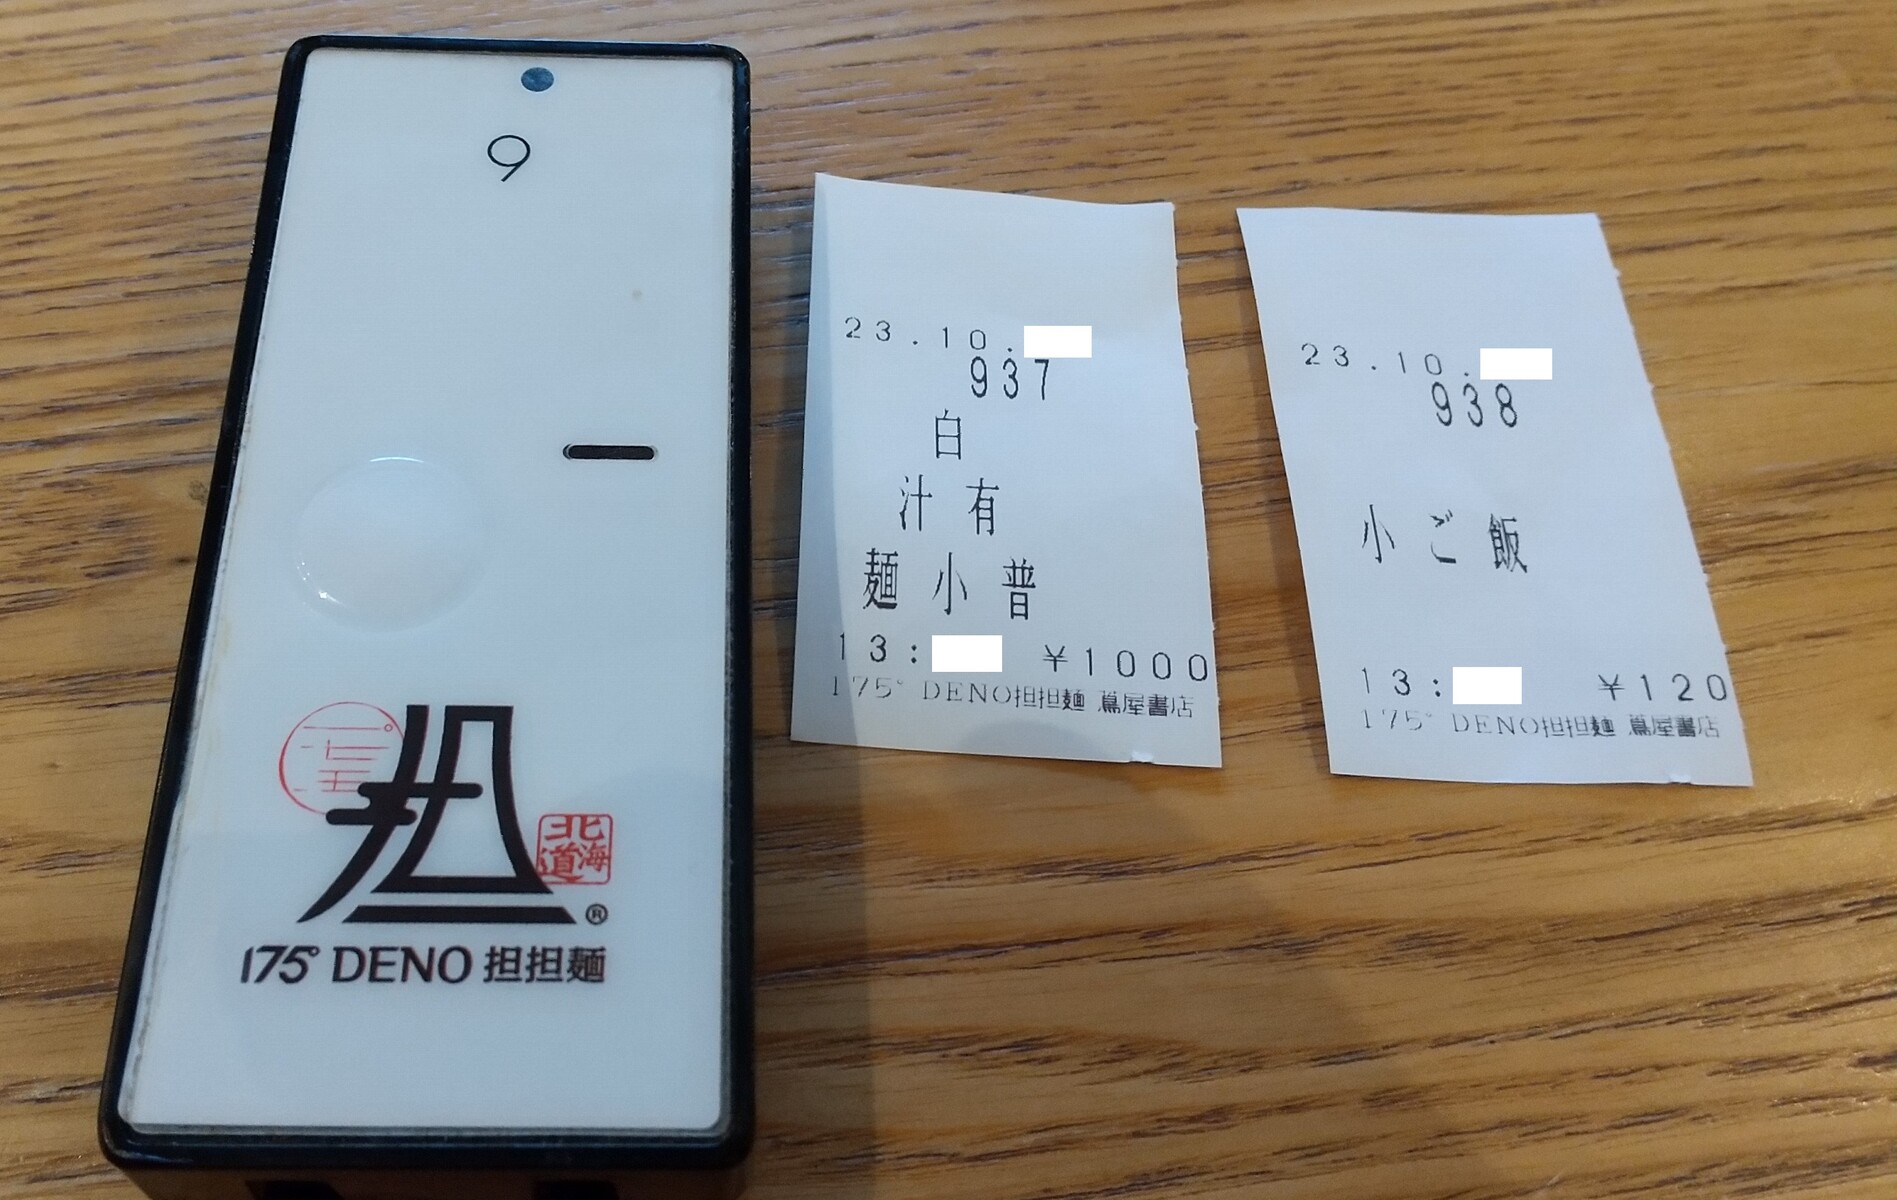 9
担
北海道
®
175° DENO 担担麺
23.10.
937
白
汁有
麺小普
13: ¥1000
175° DENO担担麺 蔦屋書店
23.10.
938
小ご飯
13: ¥120
175° DENO担担麺 蔦屋書店